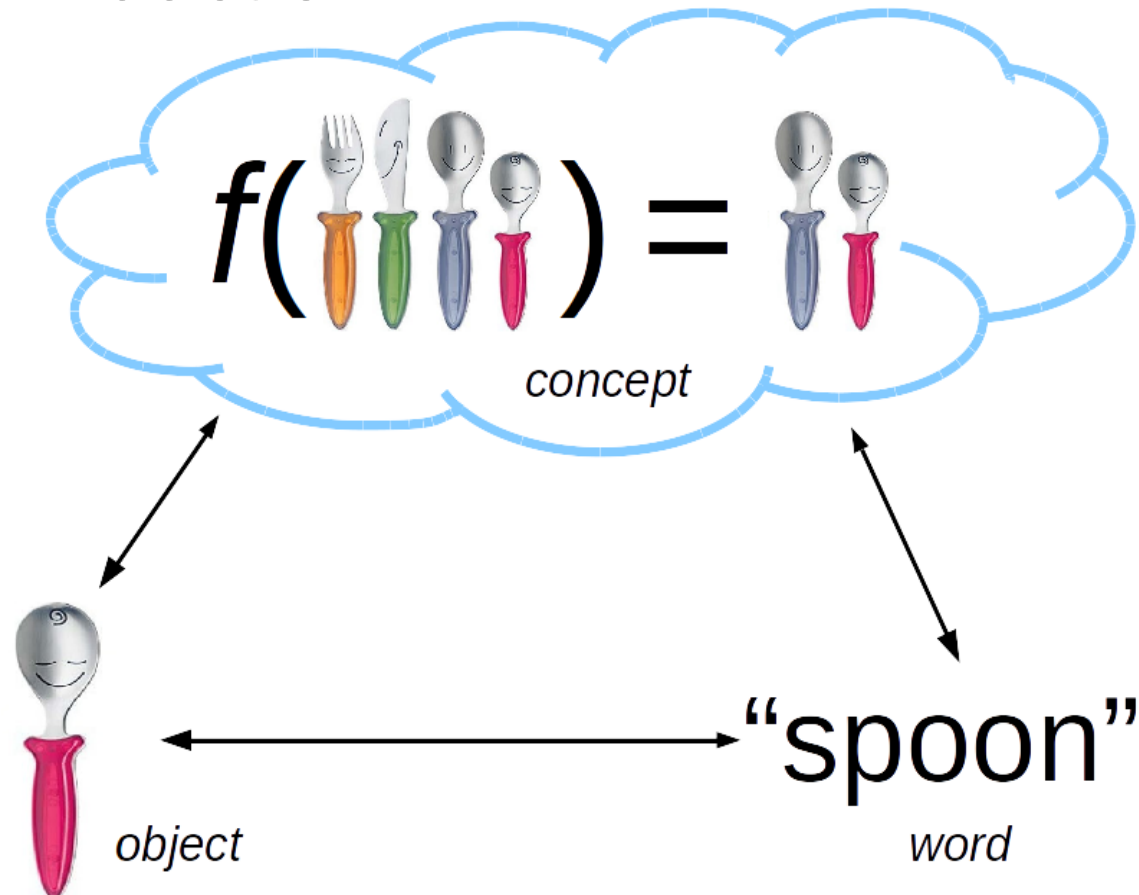 f( ) =
concept
“spoon”
object
word